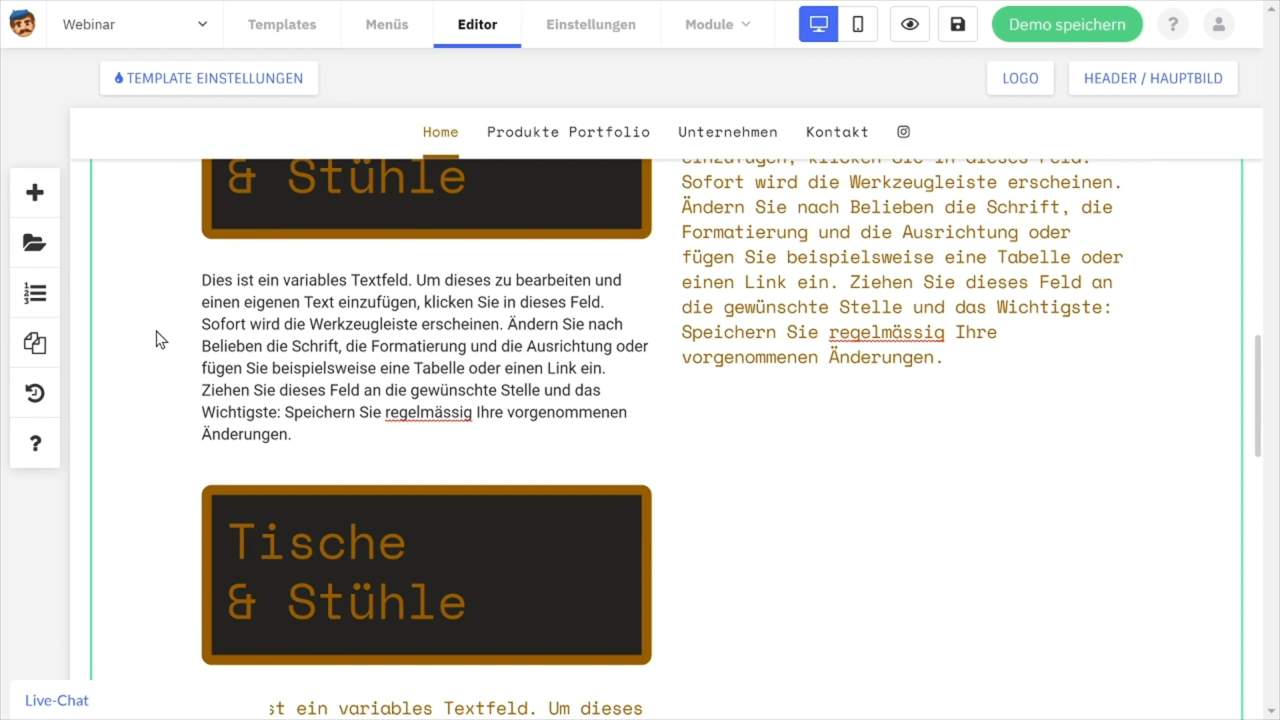 Webinar
Templates
Menüs
Editor
Einstellungen
Module
Demo speichern
?
TEMPLATE EINSTELLUNGEN
LOGO
HEADER / HAUPTBILD
Home
Produkte Portfolio
Unternehmen
Kontakt
& Stühle
Dies ist ein variables Textfeld. Um dieses zu bearbeiten und
einen eigenen Text einzufügen, klicken Sie in dieses Feld.
Sofort wird die Werkzeugleiste erscheinen. Ändern Sie nach
Belieben die Schrift, die Formatierung und die Ausrichtung oder
fügen Sie beispielsweise eine Tabelle oder einen Link ein.
Ziehen Sie dieses Feld an die gewünschte Stelle und das
Wichtigste: Speichern Sie regelmässig Ihre vorgenommenen
Änderungen.
Tische
& Stühle
st ein variables Textfeld. Um dieses
einzufügen, klicken Sie in dieses Feld.
Sofort wird die Werkzeugleiste erscheinen.
Ändern Sie nach Belieben die Schrift, die
Formatierung und die Ausrichtung oder
fügen Sie beispielsweise eine Tabelle oder
einen Link ein. Ziehen Sie dieses Feld an
die gewünschte Stelle und das Wichtigste:
Speichern Sie regelmässig Ihre
vorgenommenen Änderungen.
?
Live-Chat